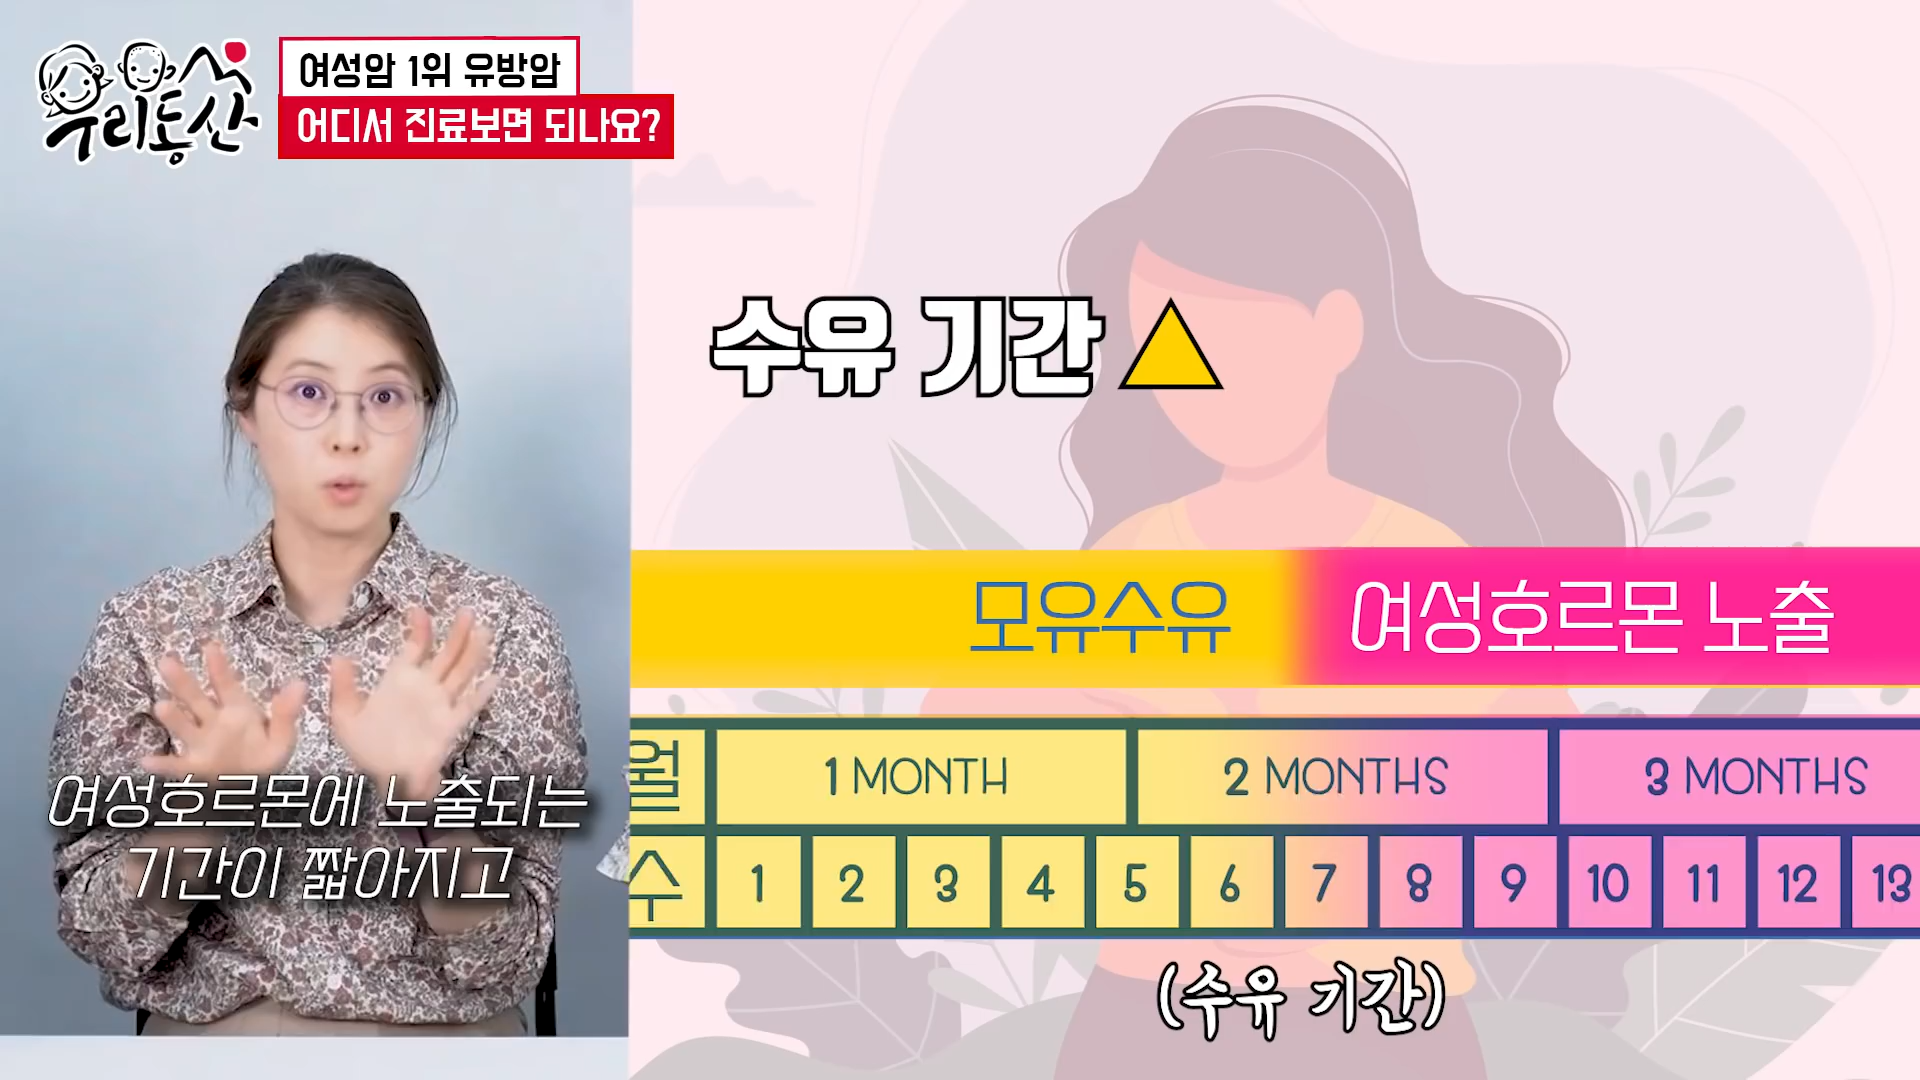 우리동산
여성암 1위 유방암
어디서 진료보면 되나요?
수유 기간
모유수유 여성호르몬 노출
월 1 MONTH 2 MONTHS 3 MONTHS
수 1 2 3 4 5 6 7 8 9 10 11 12 13
여성호르몬에 노출되는
기간이 짧아지고
(수유 기간)